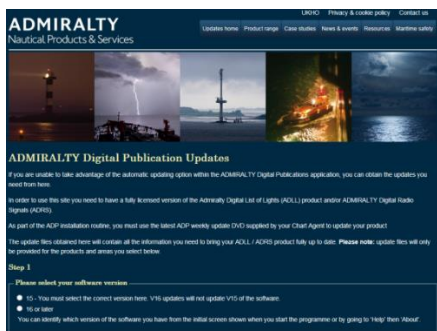 UKHO Privacy & cookie policy Contact us
ADMIRALTY
Nautical Products & Services
Updates home Product range Case studies News & events Resources Maritime safety
ADMIRALTY Digital Publication Updates
If you are unable to take advantage of the automatic updating option within the ADMIRALTY Digital Publications application, you can obtain the updates you
need from here.
In order to use this site you need to have a fully licensed version of the Admiralty Digital List of Lights (ADLL) product and/or ADMIRALTY Digital Radio
Signals (ADRS).
As part of the ADP installation routine, you must use the latest ADP weekly update DVD supplied by your Chart Agent to update your product
The update files obtained here will contain all the information you need to bring your ADLL / ADRS product fully up to date. Please note: update files will only
be provided for the products and areas you select below.
Step 1
Please select your software version
15 - You must select the correct version here. V16 updates will not update V15 of the software.
16 or later
You can identify which version of the software you have from the initial screen shown when you start the programme or by going to 'Help' then 'About'.